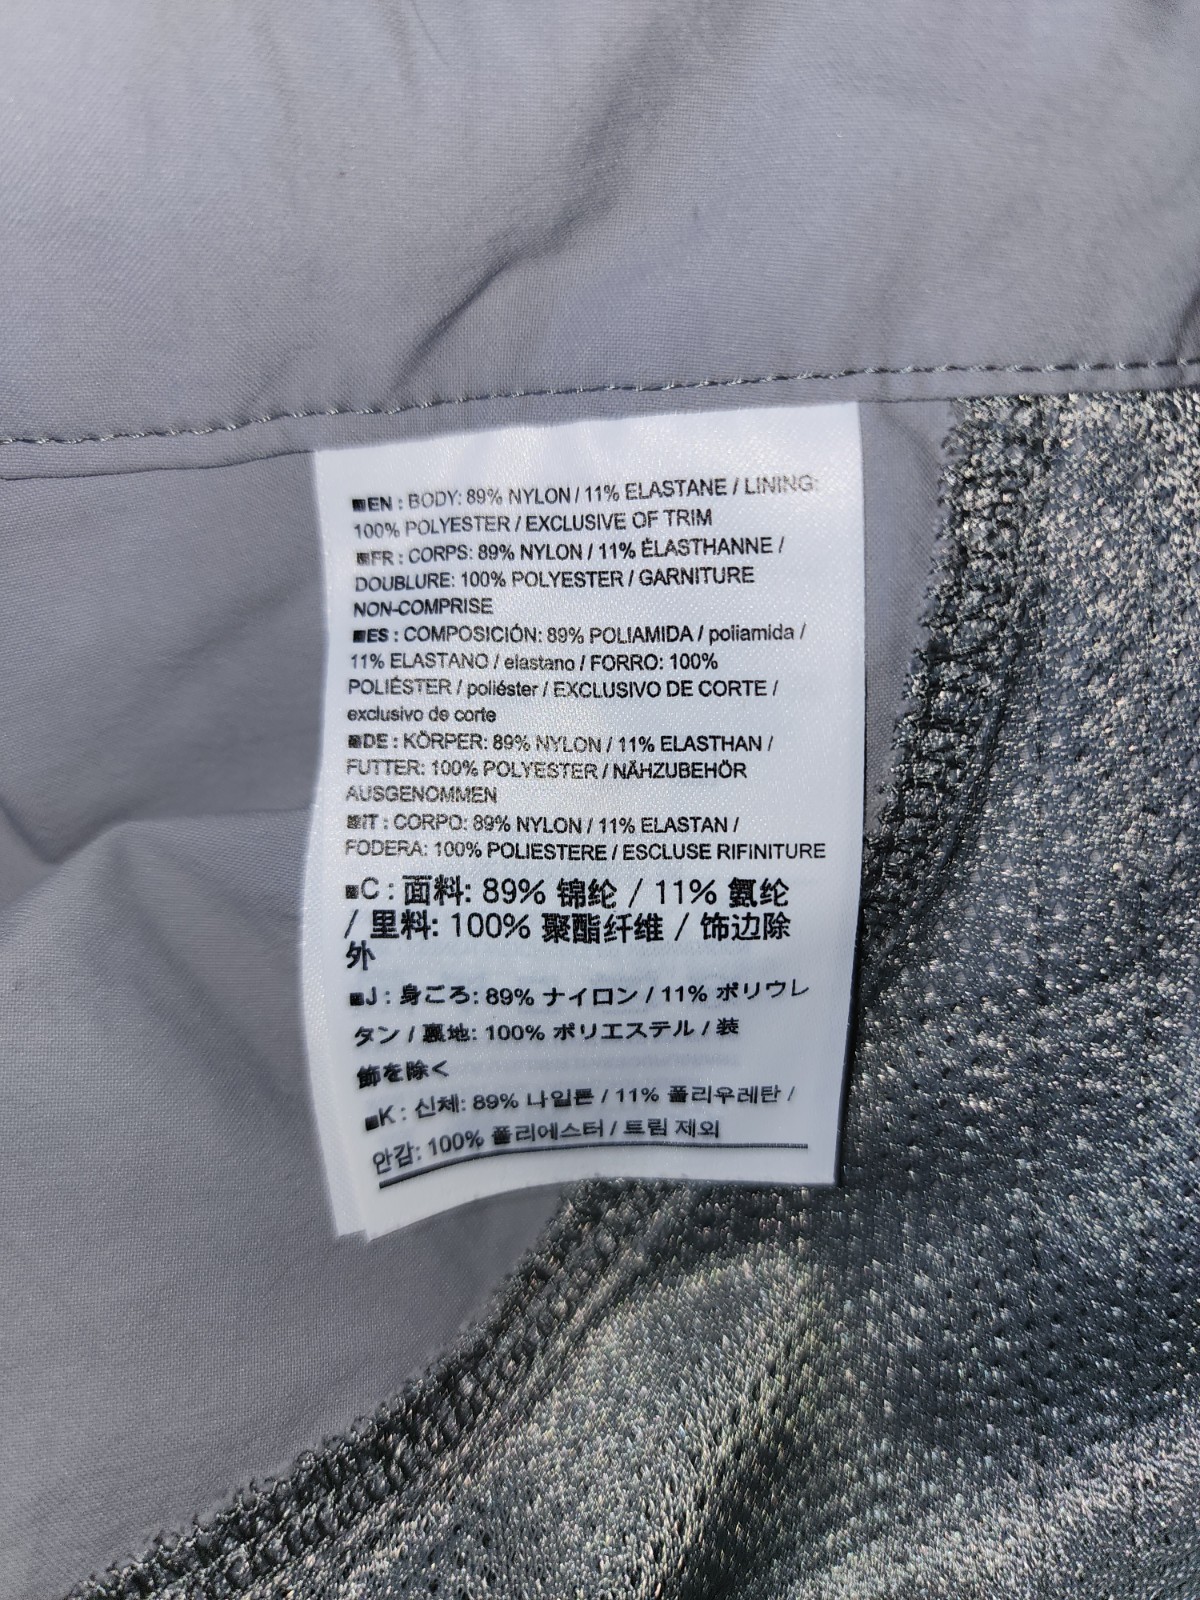 ■EN : BODY: 89% NYLON / 11% ELASTANE / LINING:
100% POLYESTER / EXCLUSIVE OF TRIM
■FR : CORPS: 89% NYLON / 11% ÉLASTHANNE /
DOUBLURE: 100% POLYESTER / GARNITURE
NON-COMPRISE
■ES : COMPOSICIÓN: 89% POLIAMIDA / poliamida /
11% ELASTANO / elastano / FORRO: 100%
POLIÉSTER / poliéster / EXCLUSIVO DE CORTE /
exclusivo de corte
■DE : KÖRPER: 89% NYLON / 11% ELASTHAN /
FUTTER: 100% POLYESTER / NÄHZUBEHÖR
AUSGENOMMEN
■IT : CORPO: 89% NYLON / 11% ELASTAN /
FODERA: 100% POLIESTERE / ESCLUSE RIFINITURE
■C : 面料: 89% 锦纶 / 11% 氨纶
/ 里料: 100% 聚酯纤维 / 饰边除
外
■J : 身ごろ: 89% ナイロン / 11% ポリウレ
タン / 裏地: 100% ポリエステル / 装
飾を除く
■K : 신체: 89% 나일론 / 11% 폴리우레탄 /
안감: 100% 폴리에스터 / 트림 제외